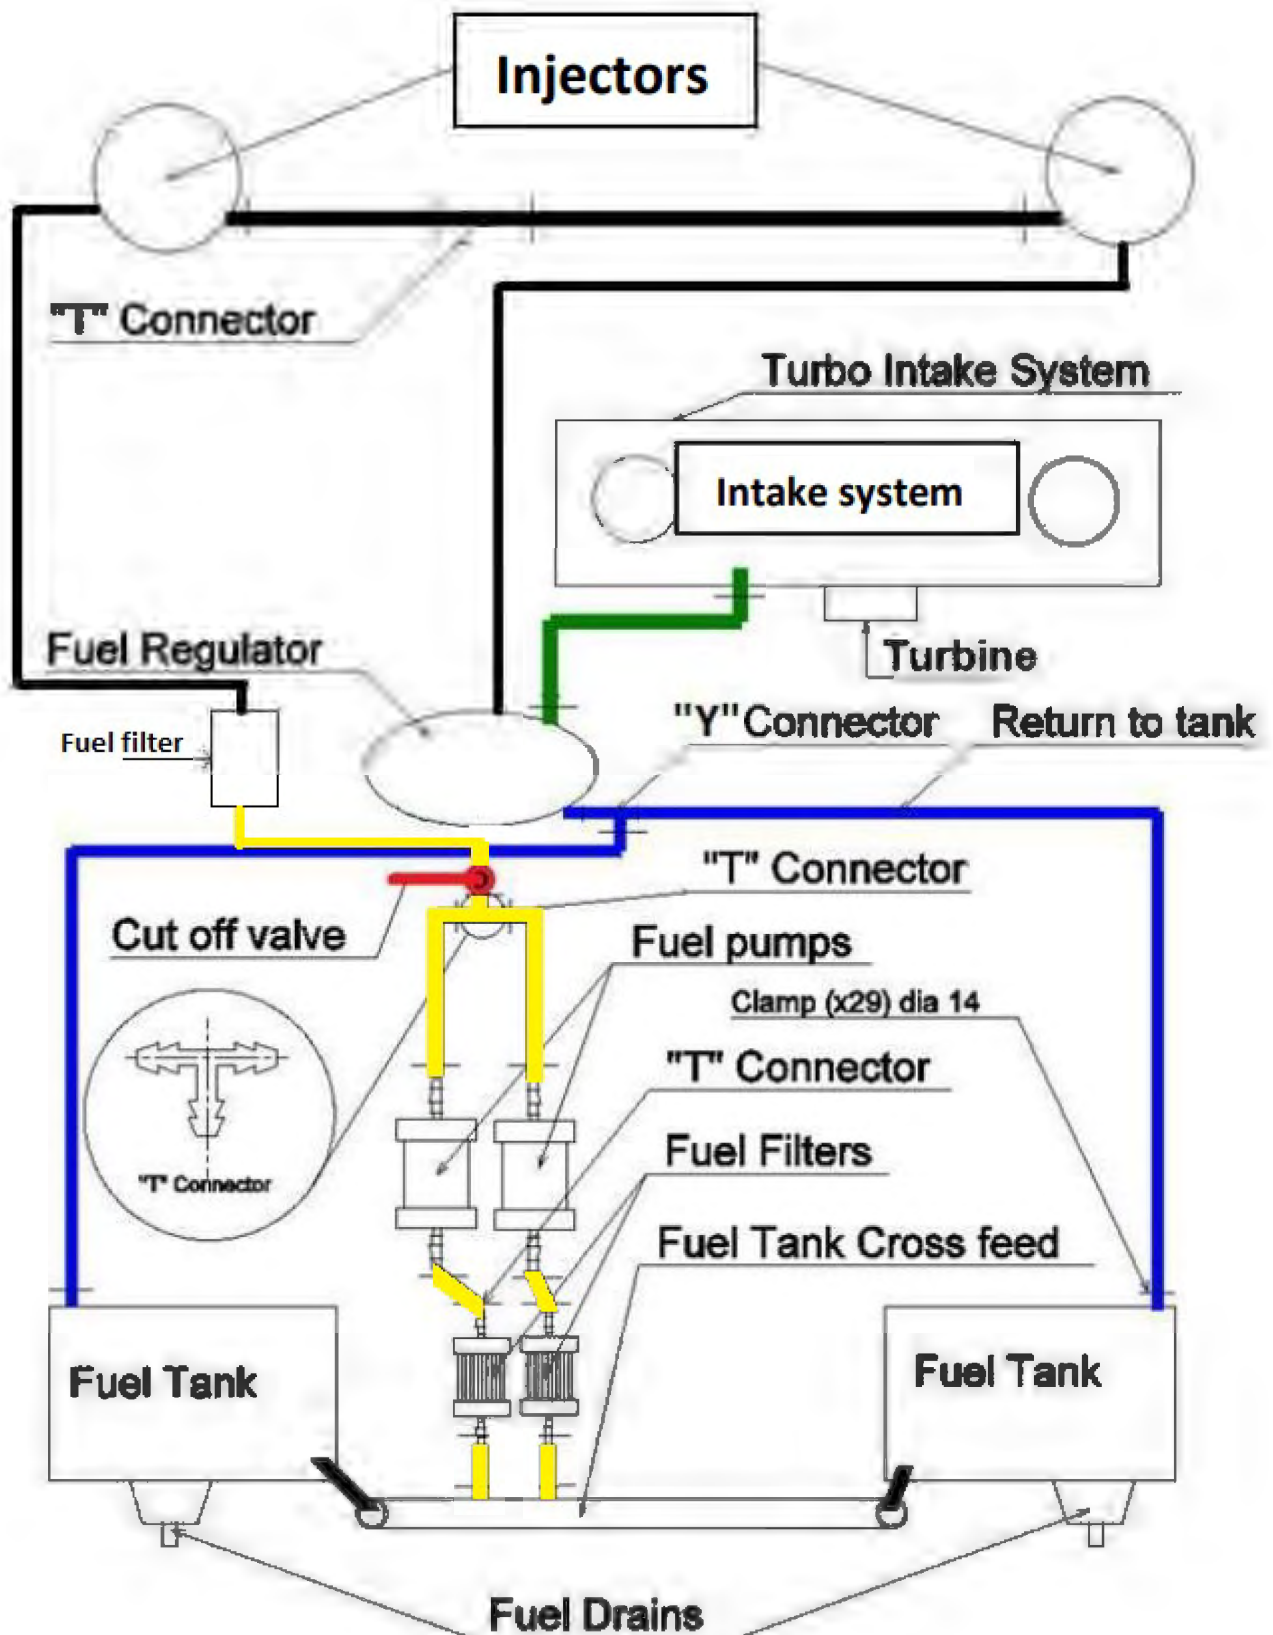 Injectors
"T" Connector
Turbo Intake System
Intake system
Fuel Regulator
Turbine
"Y" Connector
Return to tank
Fuel filter
"T" Connector
Cut off valve
Fuel pumps
Clamp (x29) dia 14
"T" Connector
Fuel Filters
"T" Connector
Fuel Tank Cross feed
Fuel Tank
Fuel Tank
Fuel Drains